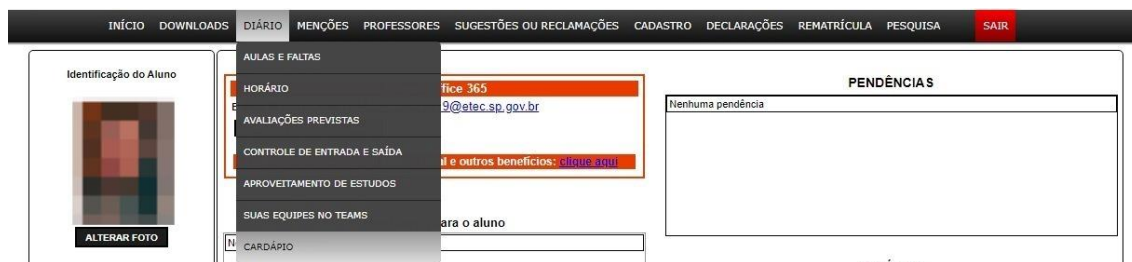 INÍCIO DOWNLOADS DIÁRIO MENÇÕES PROFESSORES SUGESTÕES OU RECLAMAÇÕES CADASTRO DECLARAÇÕES REMATRÍCULA PESQUISA SAIR
AULAS E FALTAS
HORÁRIO
AVALIAÇÕES PREVISTAS
CONTROLE DE ENTRADA E SAÍDA
APROVEITAMENTO DE ESTUDOS
SUAS EQUIPES NO TEAMS
CARDÁPIO
Identificação do Aluno
ALTERAR FOTO
fice 365
9@etec.sp.gov.br
l e outros benefícios: clique aqui
ara o aluno
PENDÊNCIAS
Nenhuma pendência